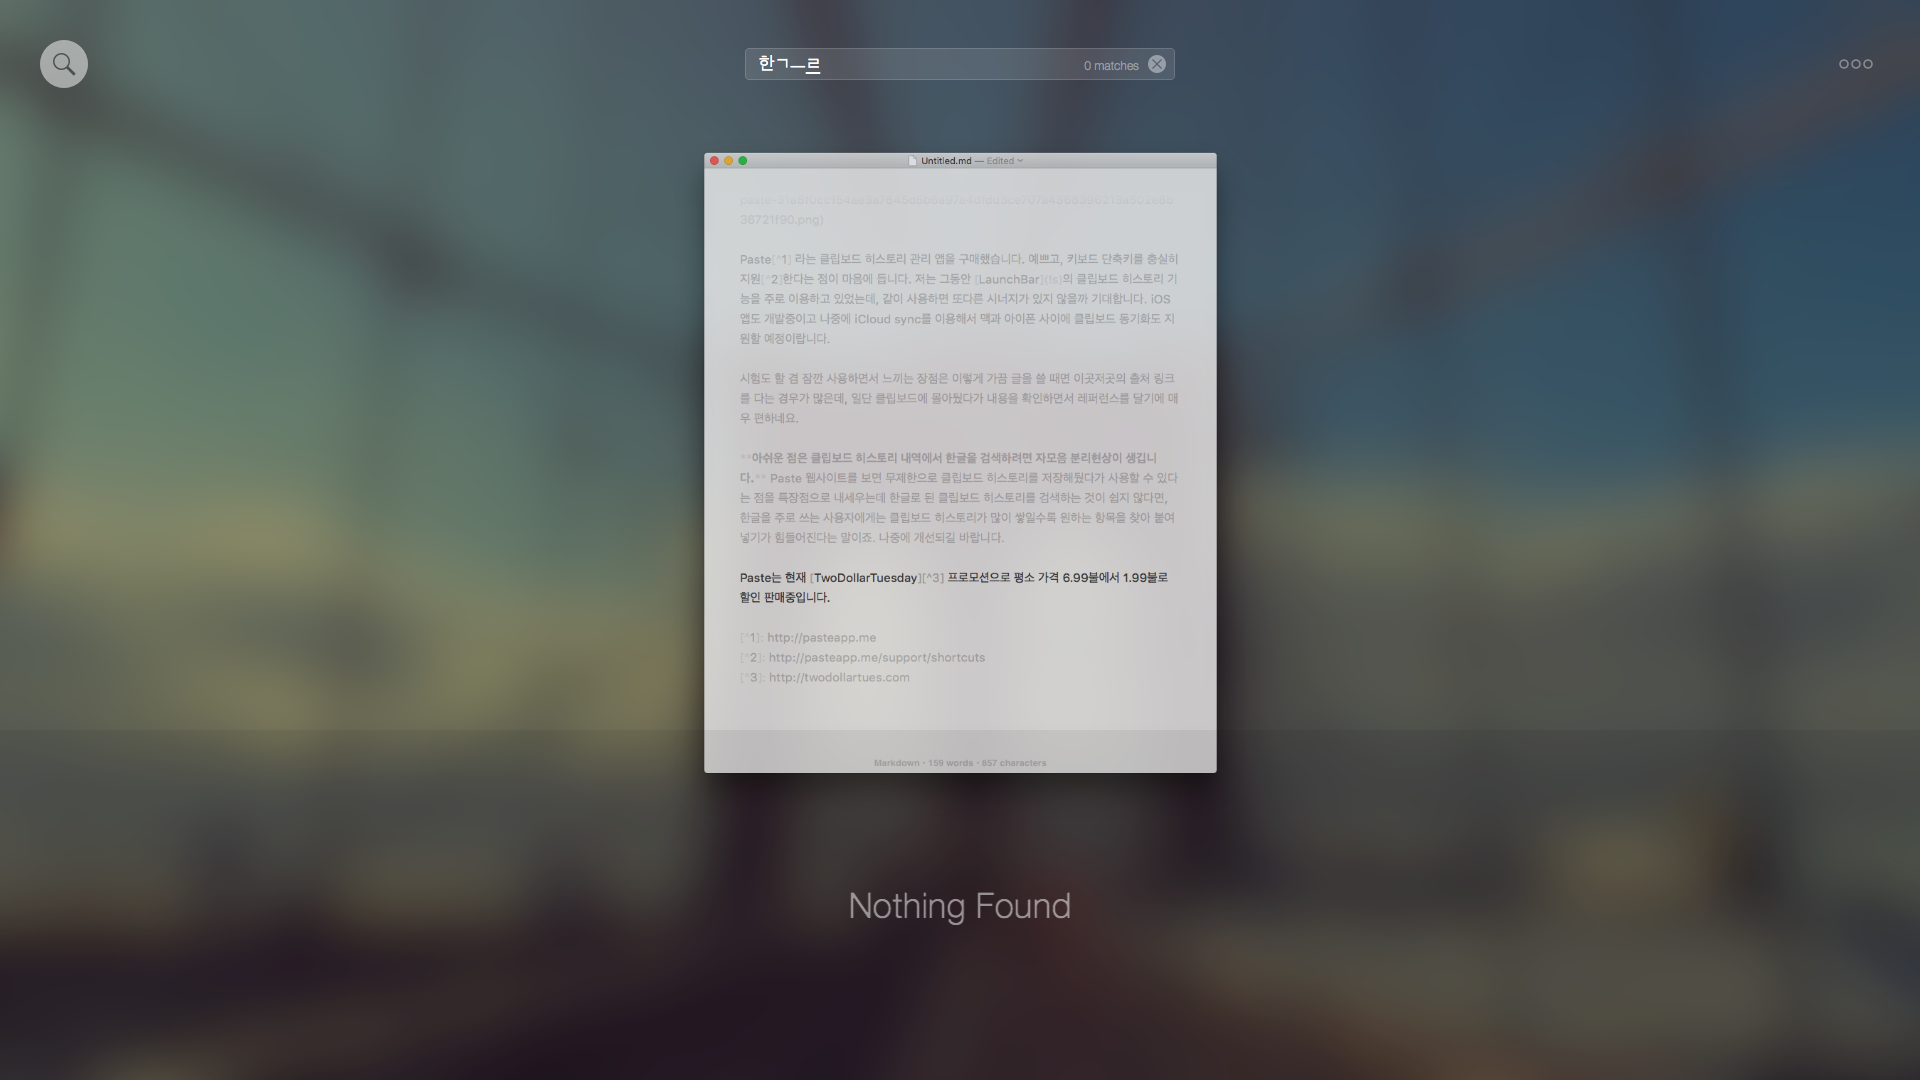 한ㄱㅡㄹ
0 matches
Untitled.md — Edited
36721f90.png)
Paste[^1] 라는 클립보드 히스토리 관리 앱을 구매했습니다. 예쁘고, 키보드 단축키를 충실히
지원[^2]한다는 점이 마음에 듭니다. 저는 그동안 [LaunchBar](ls)의 클립보드 히스토리 기
능을 주로 이용하고 있었는데, 같이 사용하면 또다른 시너지가 있지 않을까 기대합니다. iOS
앱도 개발중이고 나중에 iCloud sync를 이용해서 맥과 아이폰 사이에 클립보드 동기화도 지
원할 예정이랍니다.
시험도 할 겸 잠깐 사용하면서 느끼는 장점은 이렇게 가끔 글을 쓸 때면 이곳저곳의 출처 링크
를 다는 경우가 많은데, 일단 클립보드에 몰아뒀다가 내용을 확인하면서 레퍼런스를 달기에 매
우 편하네요.
**아쉬운 점은 클립보드 히스토리 내역에서 한글을 검색하려면 자모음 분리현상이 생깁니
다.** Paste 웹사이트를 보면 무제한으로 클립보드 히스토리를 저장해뒀다가 사용할 수 있다
는 점을 특장점으로 내세우는데 한글로 된 클립보드 히스토리를 검색하는 것이 쉽지 않다면,
한글을 주로 쓰는 사용자에게는 클립보드 히스토리가 많이 쌓일수록 원하는 항목을 찾아 붙여
넣기가 힘들어진다는 말이죠. 나중에 개선되길 바랍니다.
Paste는 현재 [TwoDollarTuesday][^3] 프로모션으로 평소 가격 6.99불에서 1.99불로
할인 판매중입니다.
[^1]: http://pasteapp.me
[^2]: http://pasteapp.me/support/shortcuts
[^3]: http://twodollartues.com
Markdown · 159 words · 857 characters
Nothing Found